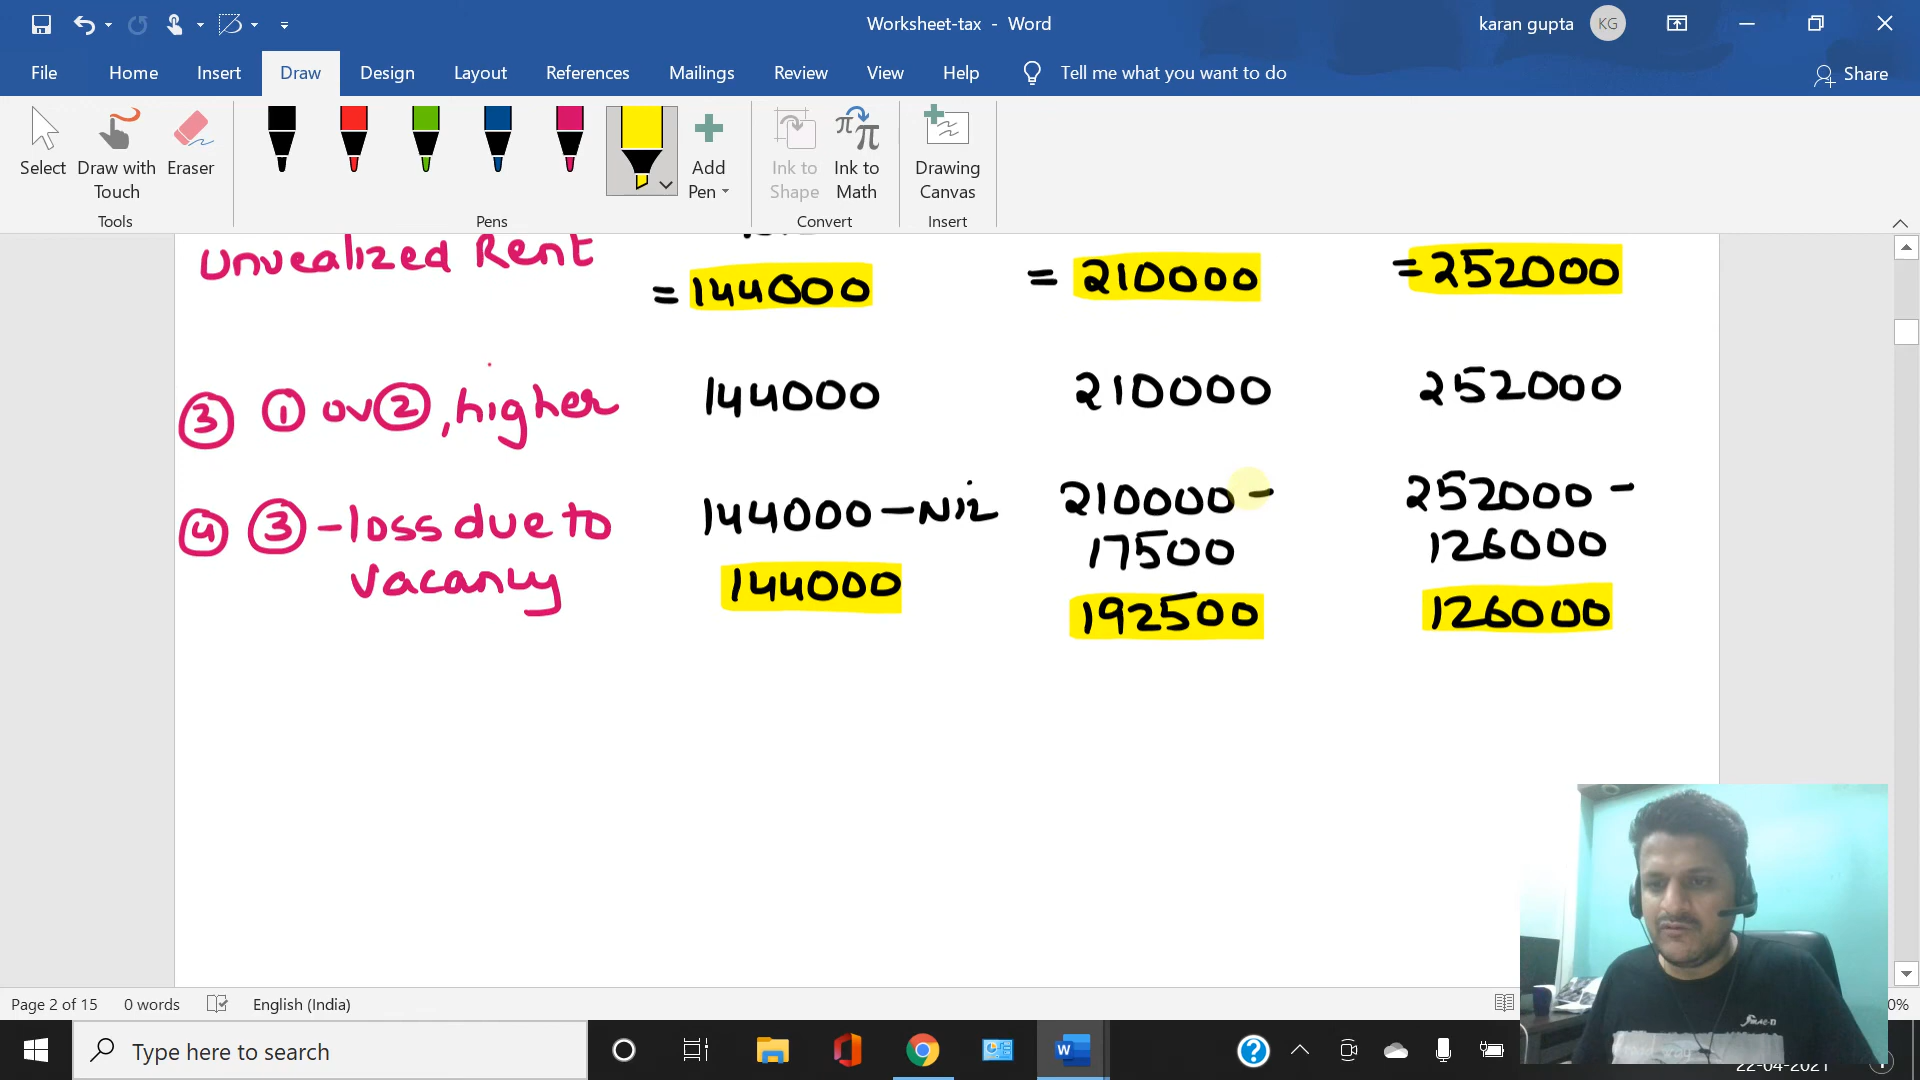 Worksheet-tax - Word
karan gupta
KG
File
Home
Insert
Draw
Design
Layout
References
Mailings
Review
View
Help
Tell me what you want to do
Share
Select
Draw with Touch
Eraser
Add Pen
Ink to Shape
Ink to Math
Drawing Canvas
Tools
Pens
Convert
Insert
Unrealized Rent
= 144000
= 210000
= 252000
③ ① or ②, higher
144000
210000
252000
④ ③ - loss due to
vacancy
144000 - Nil
144000
210000 -
17500
192500
252000 -
126000
126000
Page 2 of 15
0 words
English (India)
0%
Type here to search
22-04-2021